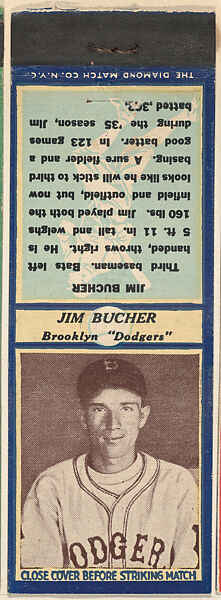 THE DIAMOND MATCH CO. N.Y.C.
JIM BUCHER
Third baseman. Bats left
handed, throws right. He is
5 ft. 11 in. tall and weighs
160 lbs. Has played both the
infield and outfield, but now
looks like he will stick to third
basing. A sure fielder and a
good batter. In 123 games
during the '35 season, Jim
batted
JIM BUCHER
Brooklyn "Dodgers"
ODGER
CLOSE COVER BEFORE STRIKING MATCH